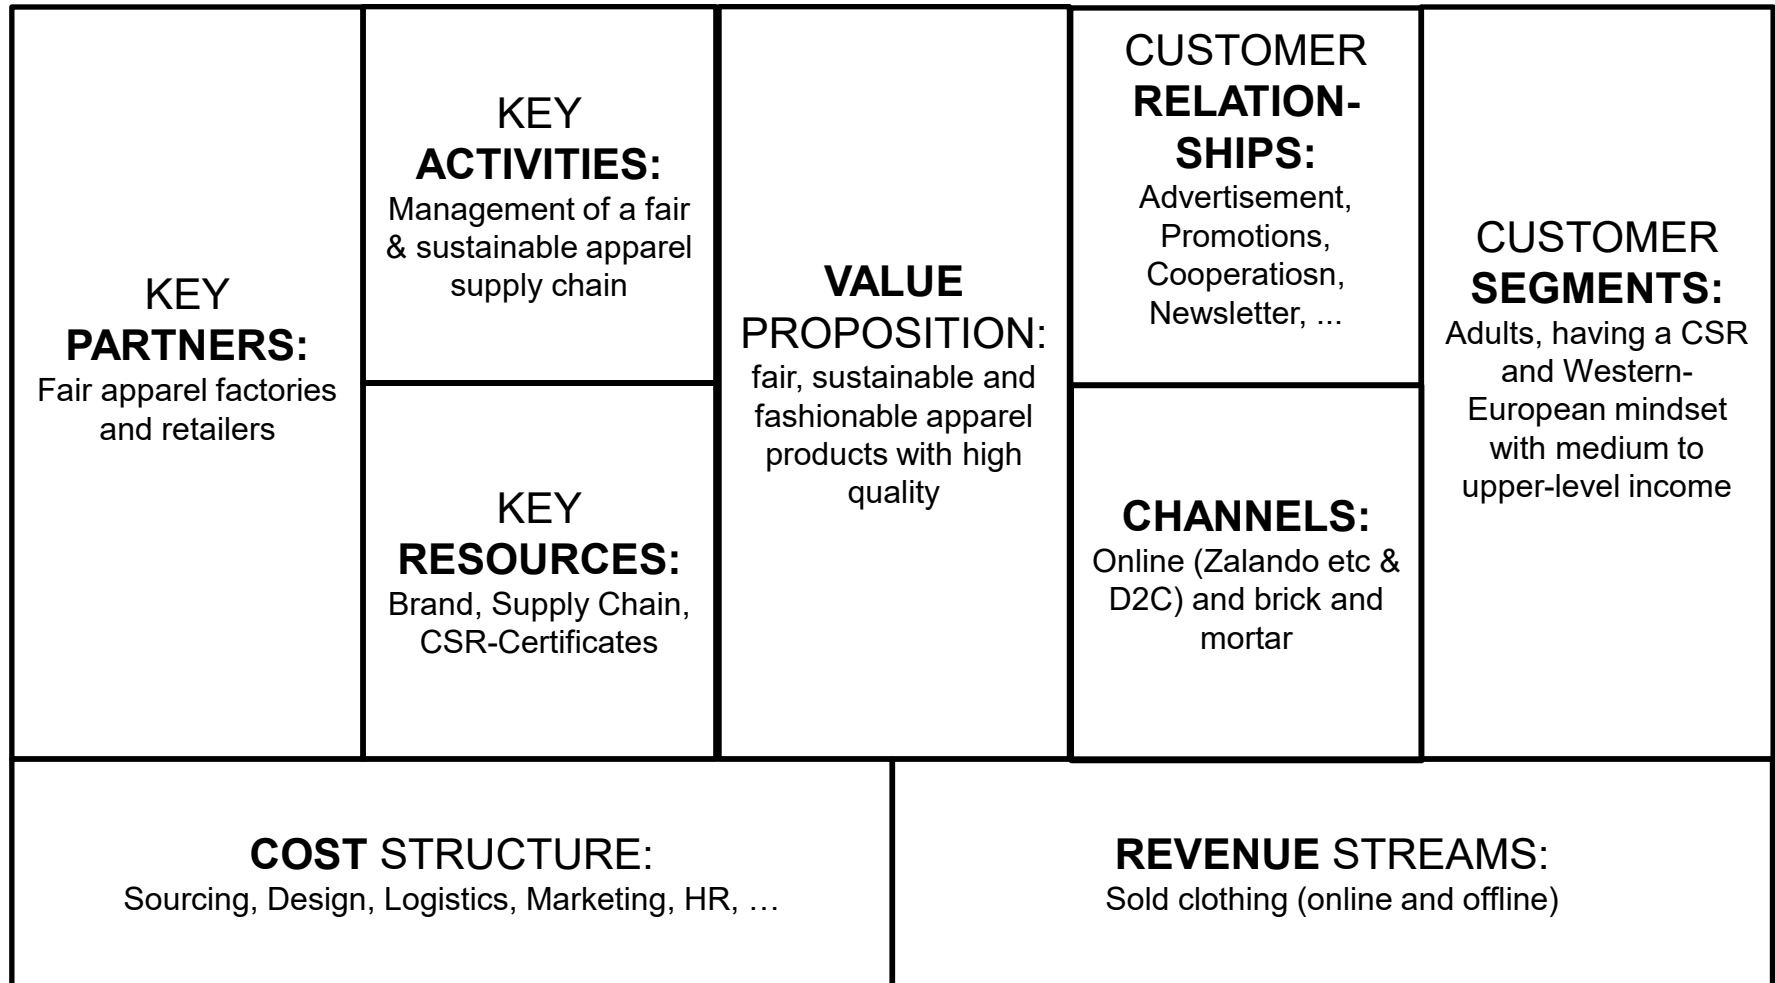 KEY
PARTNERS:
Fair apparel factories
and retailers
KEY
ACTIVITIES:
Management of a fair
& sustainable apparel
supply chain
KEY
RESOURCES:
Brand, Supply Chain,
CSR-Certificates
VALUE
PROPOSITION:
fair, sustainable and
fashionable apparel
products with high
quality
CUSTOMER
RELATION-
SHIPS:
Advertisement,
Promotions,
Cooperatiosn,
Newsletter, ...
CHANNELS:
Online (Zalando etc &
D2C) and brick and
mortar
CUSTOMER
SEGMENTS:
Adults, having a CSR
and Western-
European mindset
with medium to
upper-level income
COST STRUCTURE:
Sourcing, Design, Logistics, Marketing, HR, …
REVENUE STREAMS:
Sold clothing (online and offline)